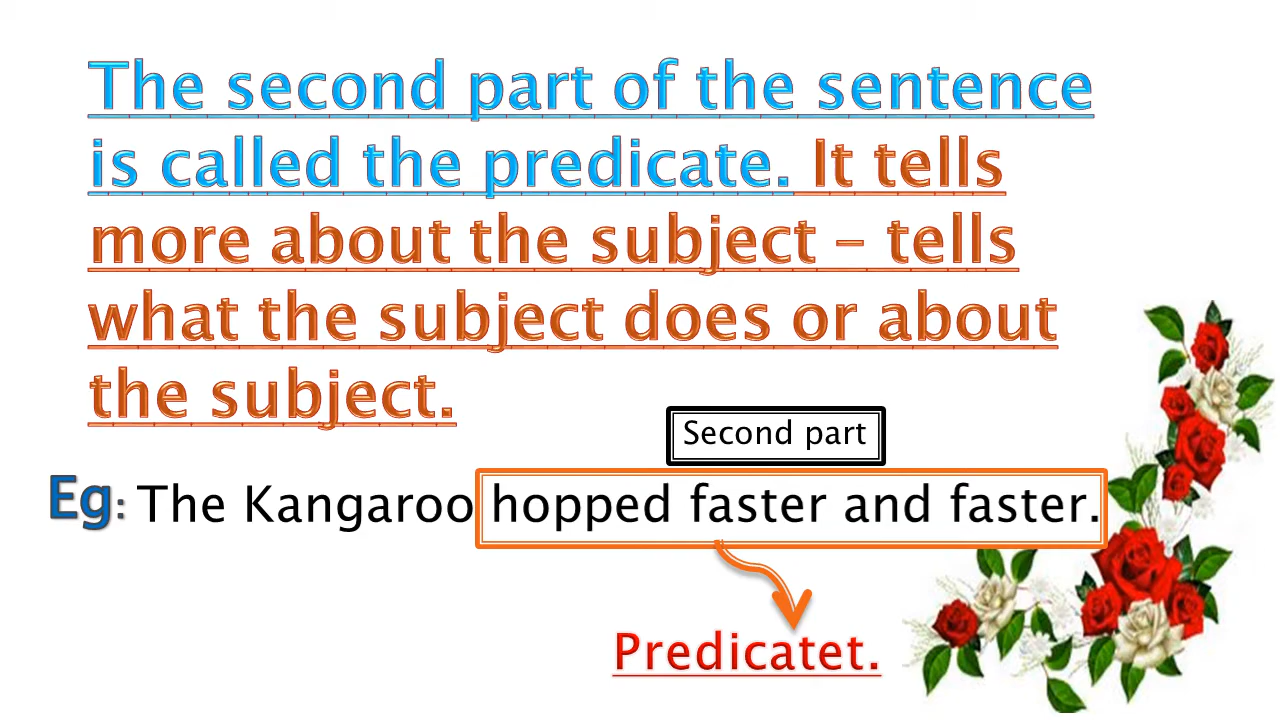 The second part of the sentence
is called the predicate. It tells
more about the subject – tells
what the subject does or about
the subject.
Second part
Eg: The Kangaroo hopped faster and faster.
Predicatet.